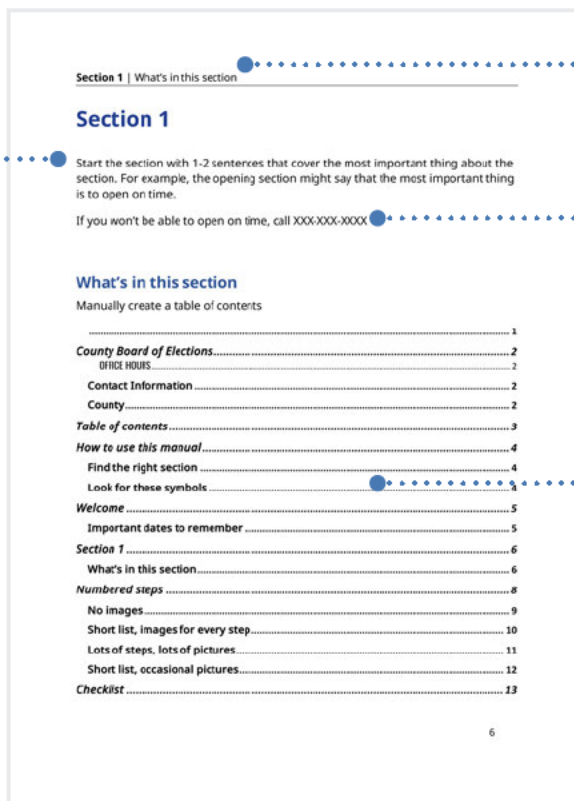 Section 1 | What's in this section
Section 1
Start the section with 1-2 sentences that cover the most important thing about the
section. For example, the opening section might say that the most important thing
is to open on time.
If you won't be able to open on time, call XXX-XXX-XXXX
What's in this section
Manually create a table of contents
........ 1
County Board of Elections........ 2
OFFICE HOURS........ 2
Contact Information........ 2
County........ 2
Table of contents........ 3
How to use this manual........ 4
Find the right section........ 4
Look for these symbols........ 4
Welcome........ 5
Important dates to remember........ 5
Section 1........ 6
What's in this section........ 6
Numbered steps........ 8
No images........ 9
Short list, images for every step........ 10
Lots of steps, lots of pictures........ 11
Short list, occasional pictures........ 12
Checklist........ 13
6